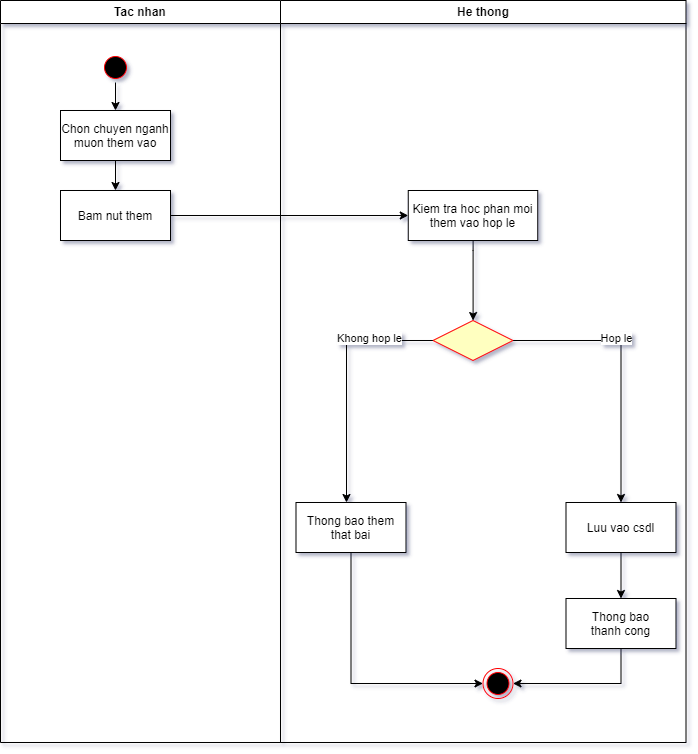 Tac nhan
He thong
Chon chuyen nganh
muon them vao
Bam nut them
Kiem tra hoc phan moi
them vao hop le
Khong hop le
Hop le
Thong bao them
that bai
Luu vao csdl
Thong bao
thanh cong